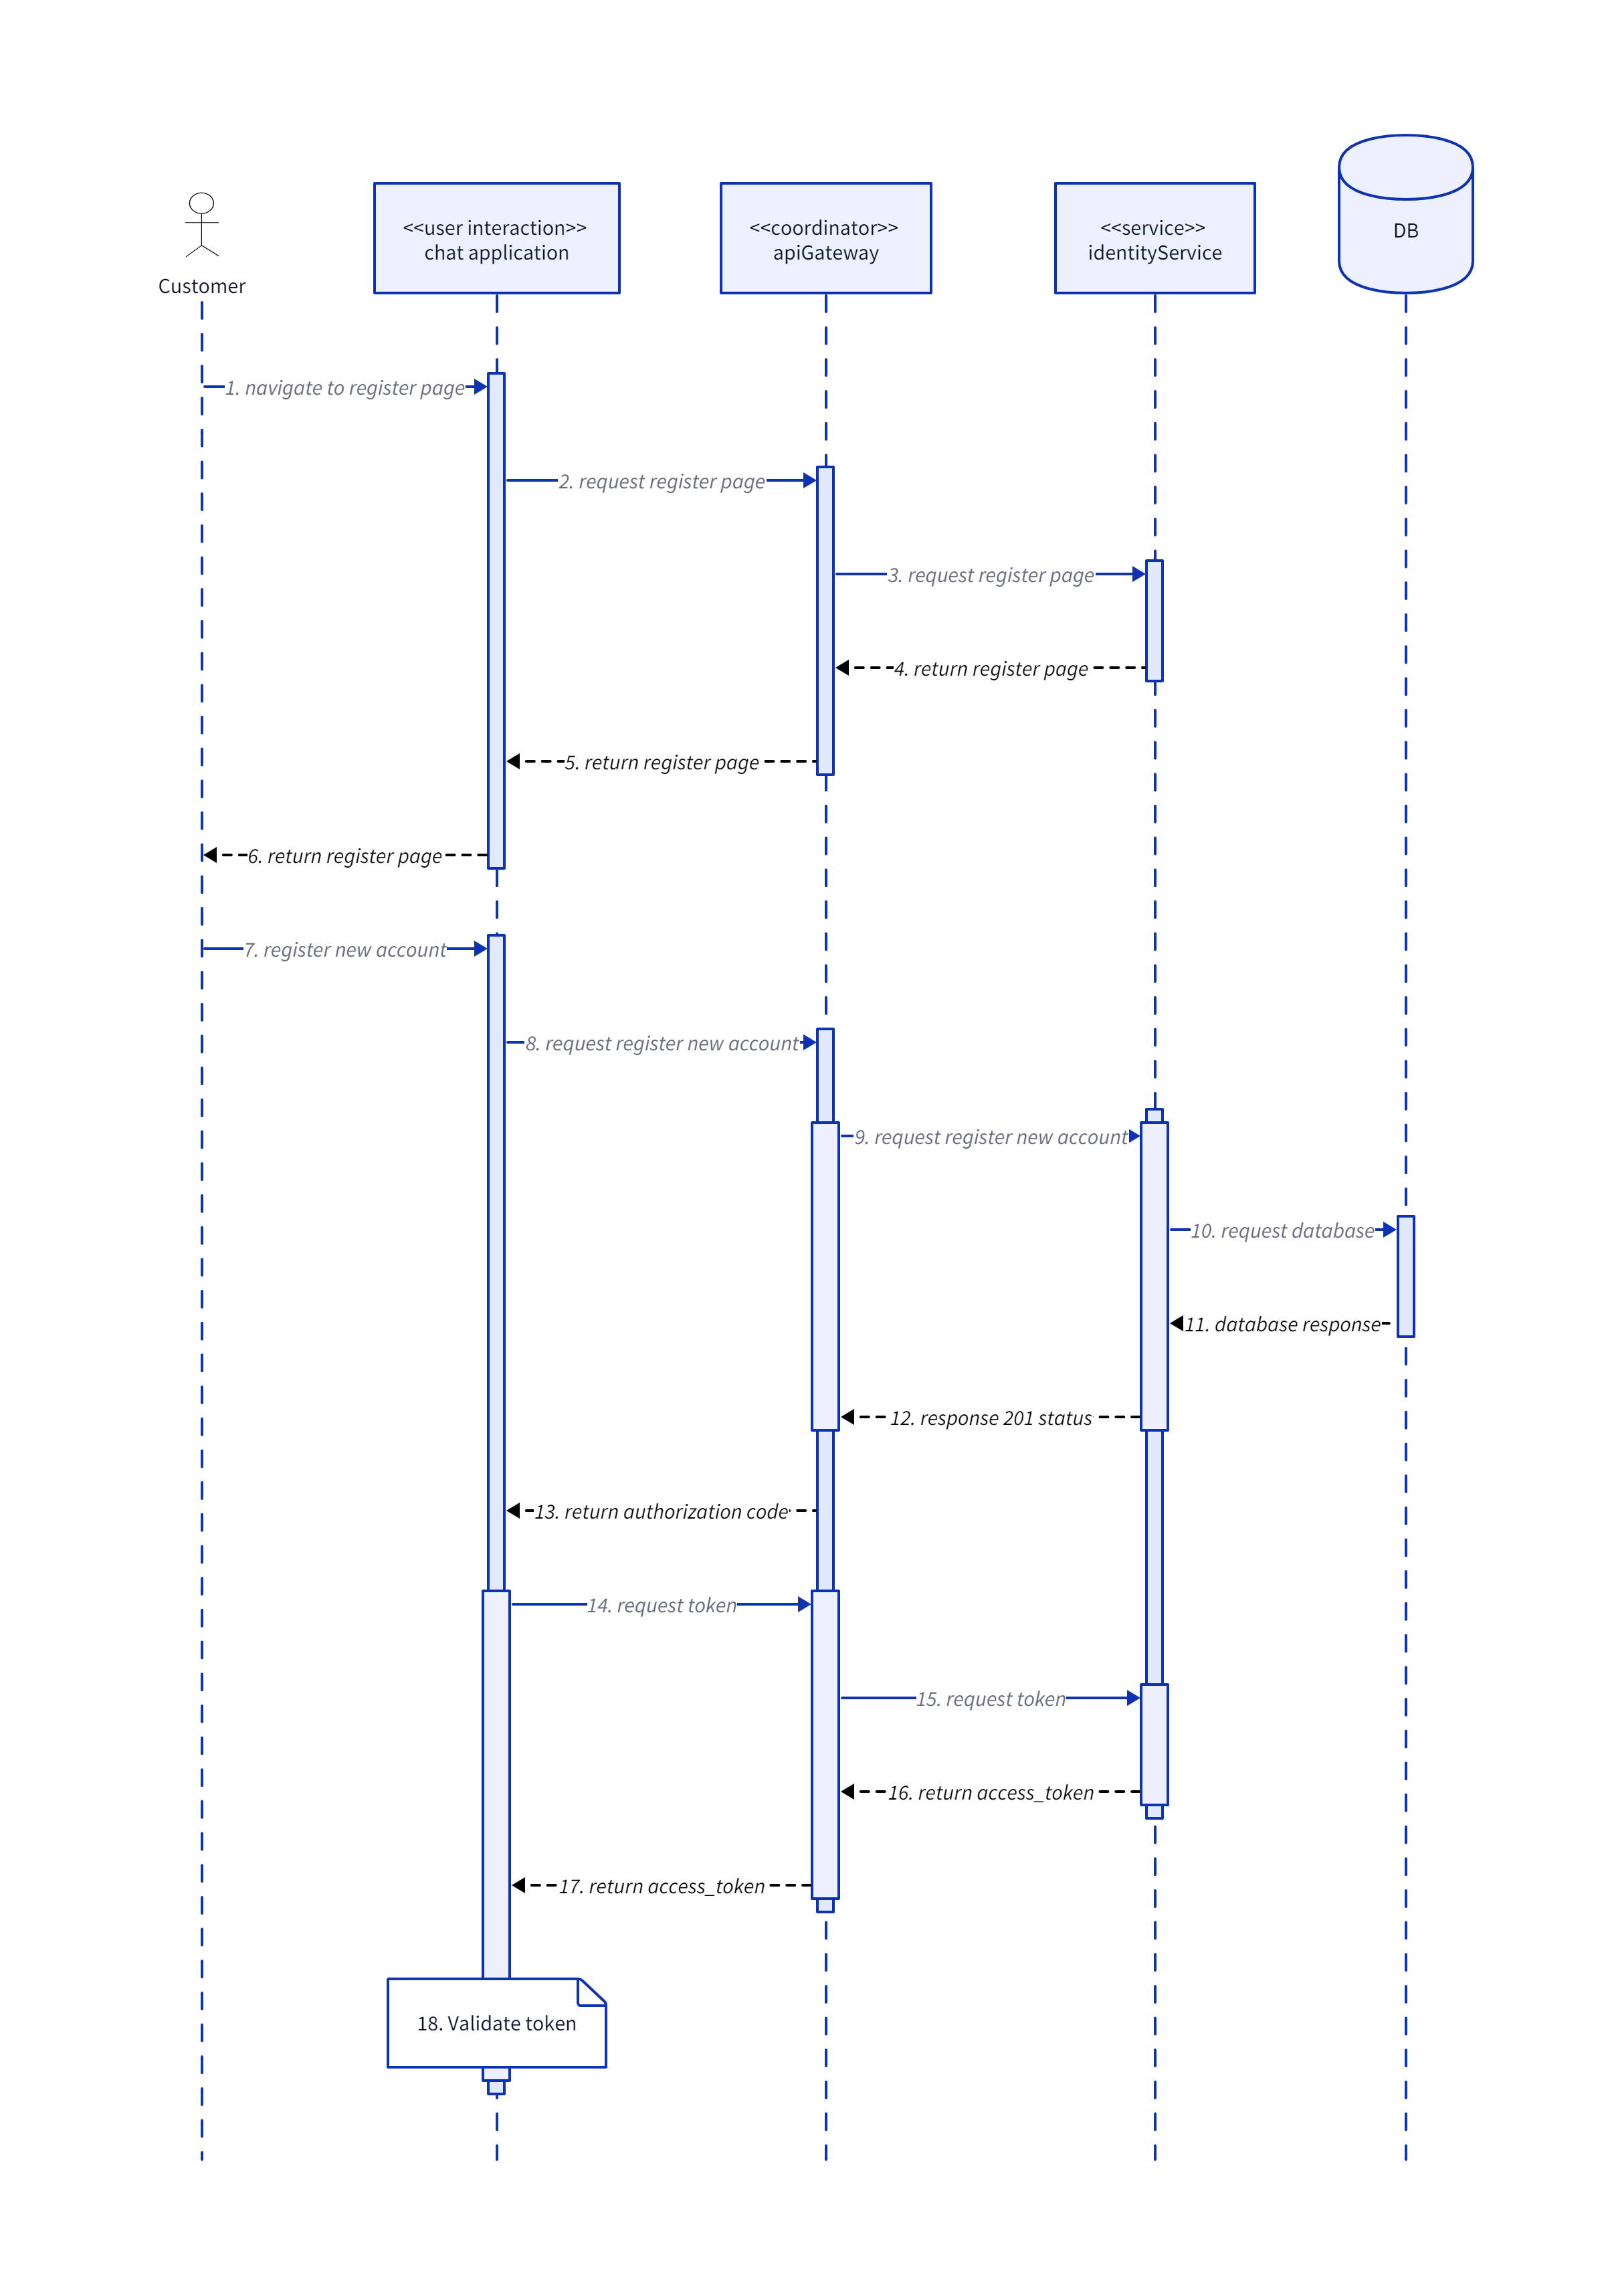 Customer
<<user interaction>>
chat application
<<coordinator>>
apiGateway
<<service>>
identityService
DB
1. navigate to register page
2. request register page
3. request register page
4. return register page
5. return register page
6. return register page
7. register new account
8. request register new account
9. request register new account
10. request database
11. database response
12. response 201 status
13. return authorization code
14. request token
15. request token
16. return access_token
17. return access_token
18. Validate token